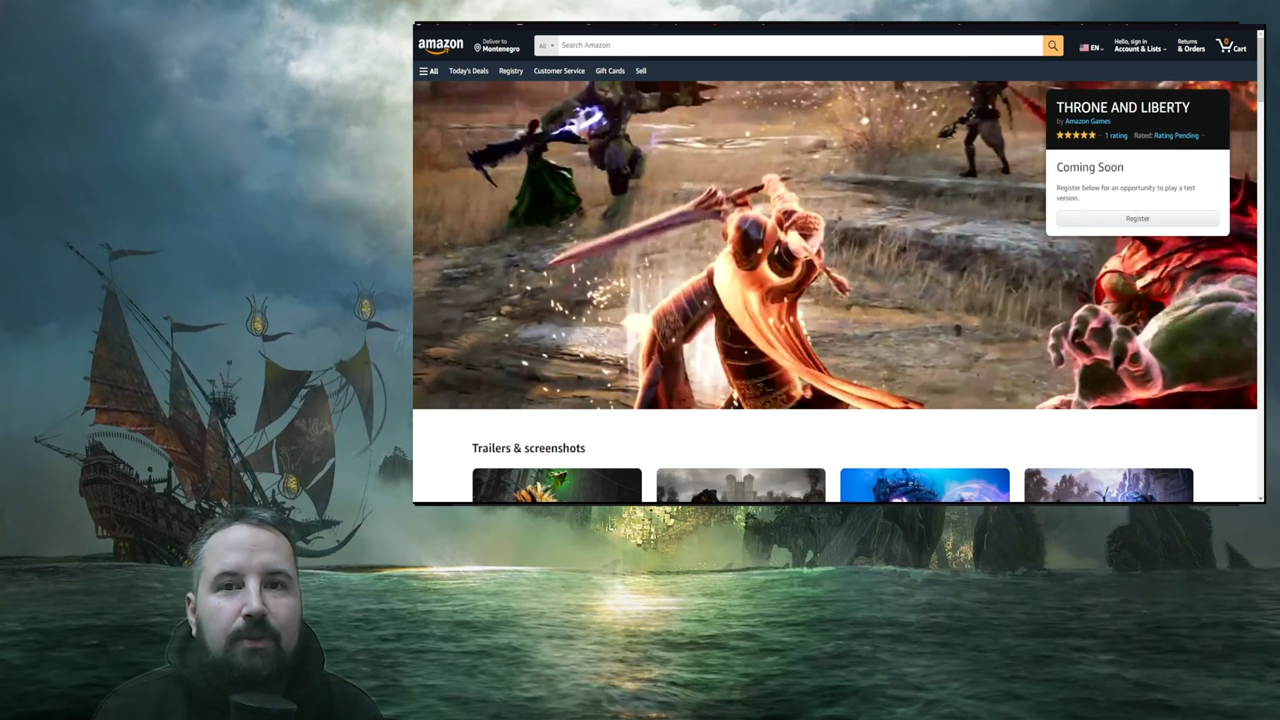 amazon
Deliver to
Montenegro
All
Search Amazon
EN
Hello, sign in
Account & Lists
Returns
& Orders
0
Cart
All
Today's Deals
Registry
Customer Service
Gift Cards
Sell
THRONE AND LIBERTY
by Amazon Games
1 rating Rated: Rating Pending
Coming Soon
Register below for an opportunity to play a test
version.
Register
Trailers & screenshots